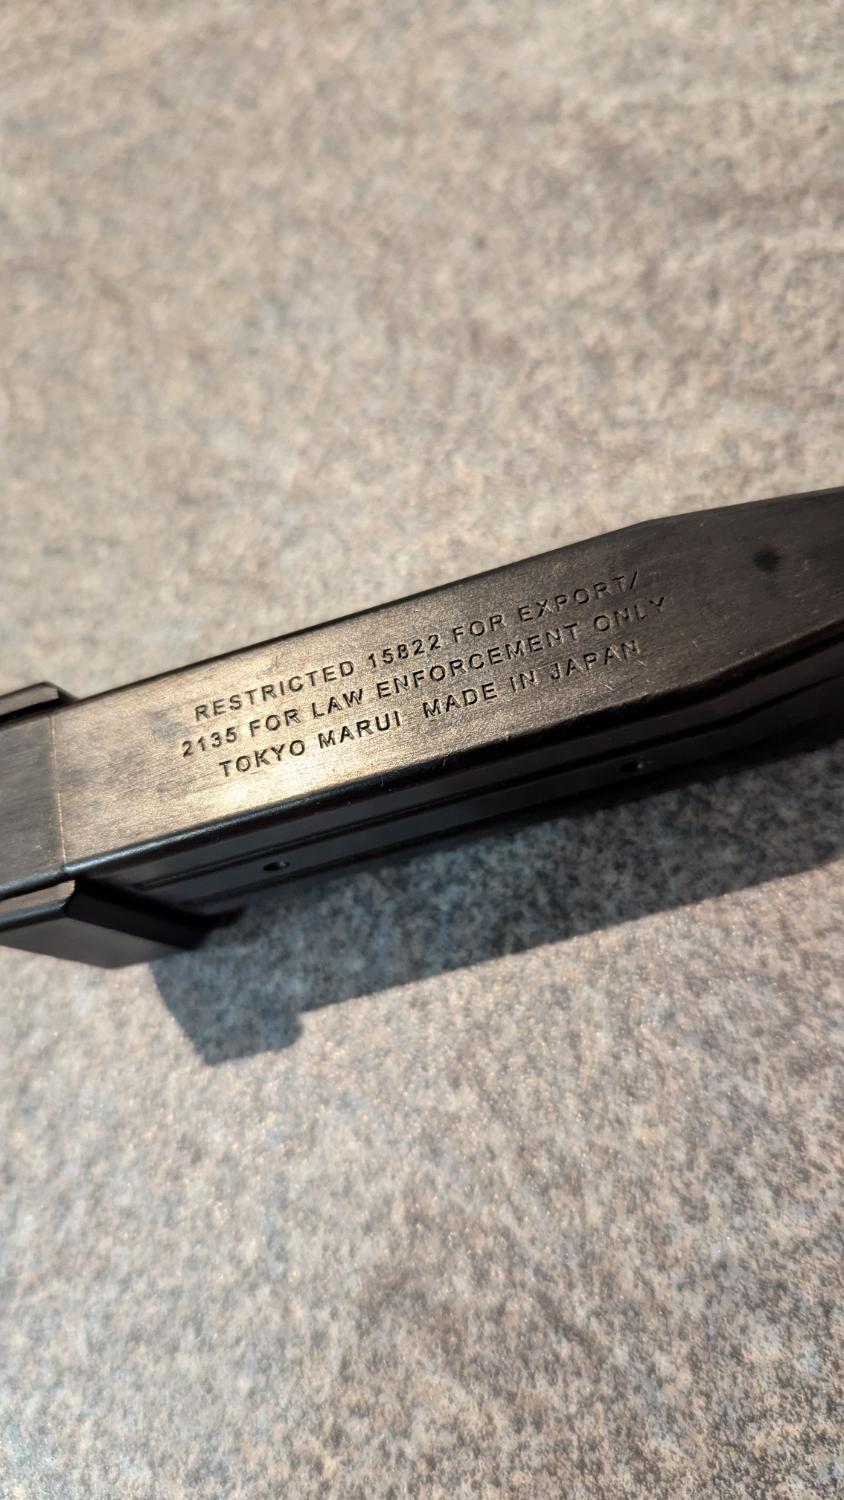 RESTRICTED 15822 FOR EXPORT/
2135 FOR LAW ENFORCEMENT ONLY
TOKYO MARUI MADE IN JAPAN